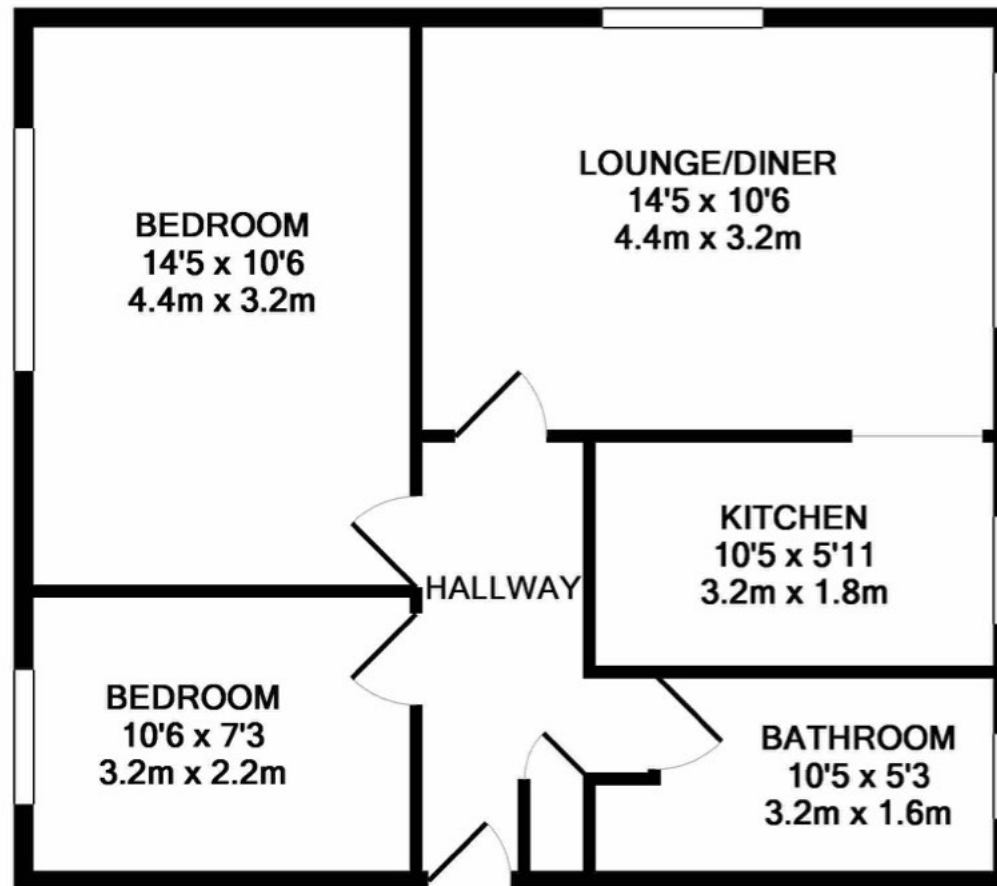 LOUNGE/DINER
14'5 x 10'6
4.4m x 3.2m
BEDROOM
14'5 x 10'6
4.4m x 3.2m
KITCHEN
10'5 x 5'11
3.2m x 1.8m
HALLWAY
BEDROOM
10'6 x 7'3
3.2m x 2.2m
BATHROOM
10'5 x 5'3
3.2m x 1.6m